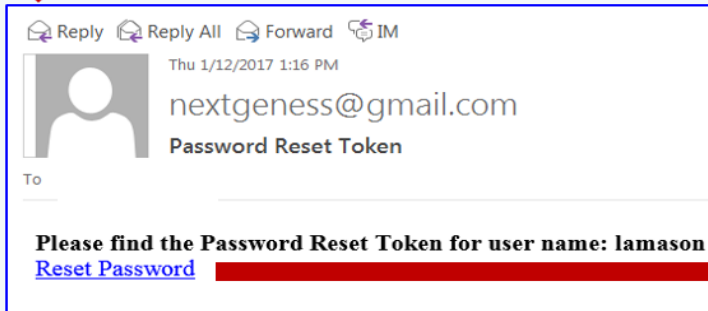 Reply Reply All Forward IM
Thu 1/12/2017 1:16 PM
nextgeness@gmail.com
Password Reset Token
To
Please find the Password Reset Token for user name: lamason
Reset Password